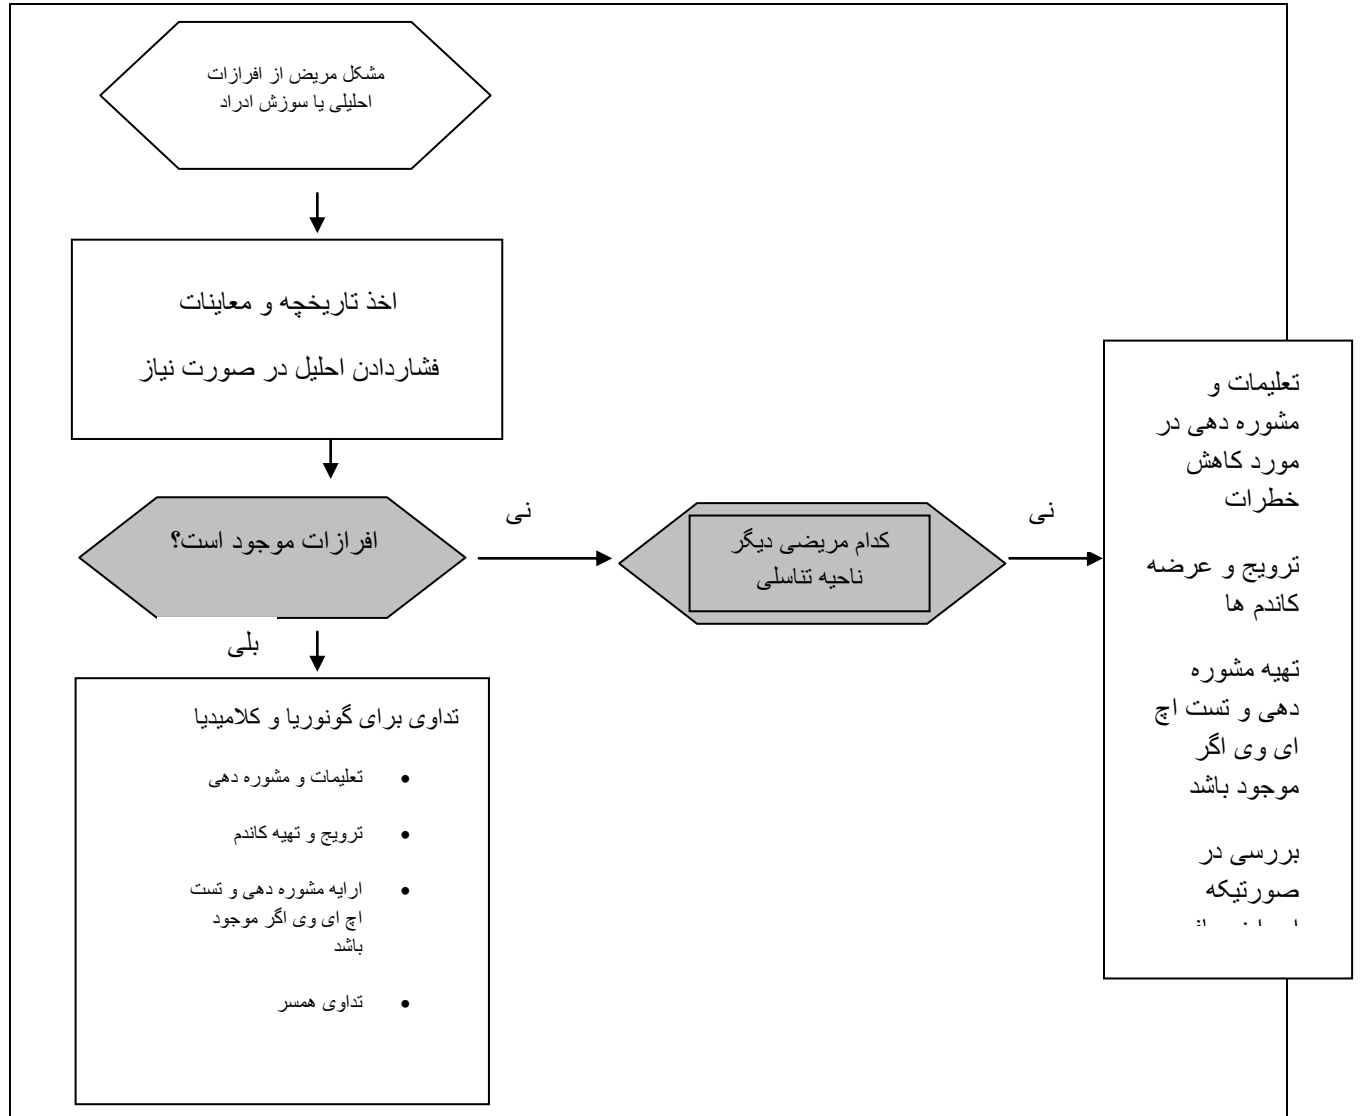 مشکل مریض از افرازات
احلیلی یا سوزش ادراد
اخذ تاریخچه و معاینات
فشاردادن احلیل در صورت نیاز
افرازات موجود است؟
نی
کدام مریضی دیگر
ناحیه تناسلی
نی
تعلیمات و
مشوره دهی در
مورد کاهش
خطرات
ترویج و عرضه
کاندم ها
تهیه مشوره
دهی و تست اچ
ای وی اگر
موجود باشد
بررسی در
صورتیکه
بلی
تداوی برای گونوریا و کلامیدیا
• تعلیمات و مشوره دهی
• ترویج و تهیه کاندم
• ارایه مشوره دهی و تست
اچ ای وی اگر موجود
باشد
• تداوی همسر